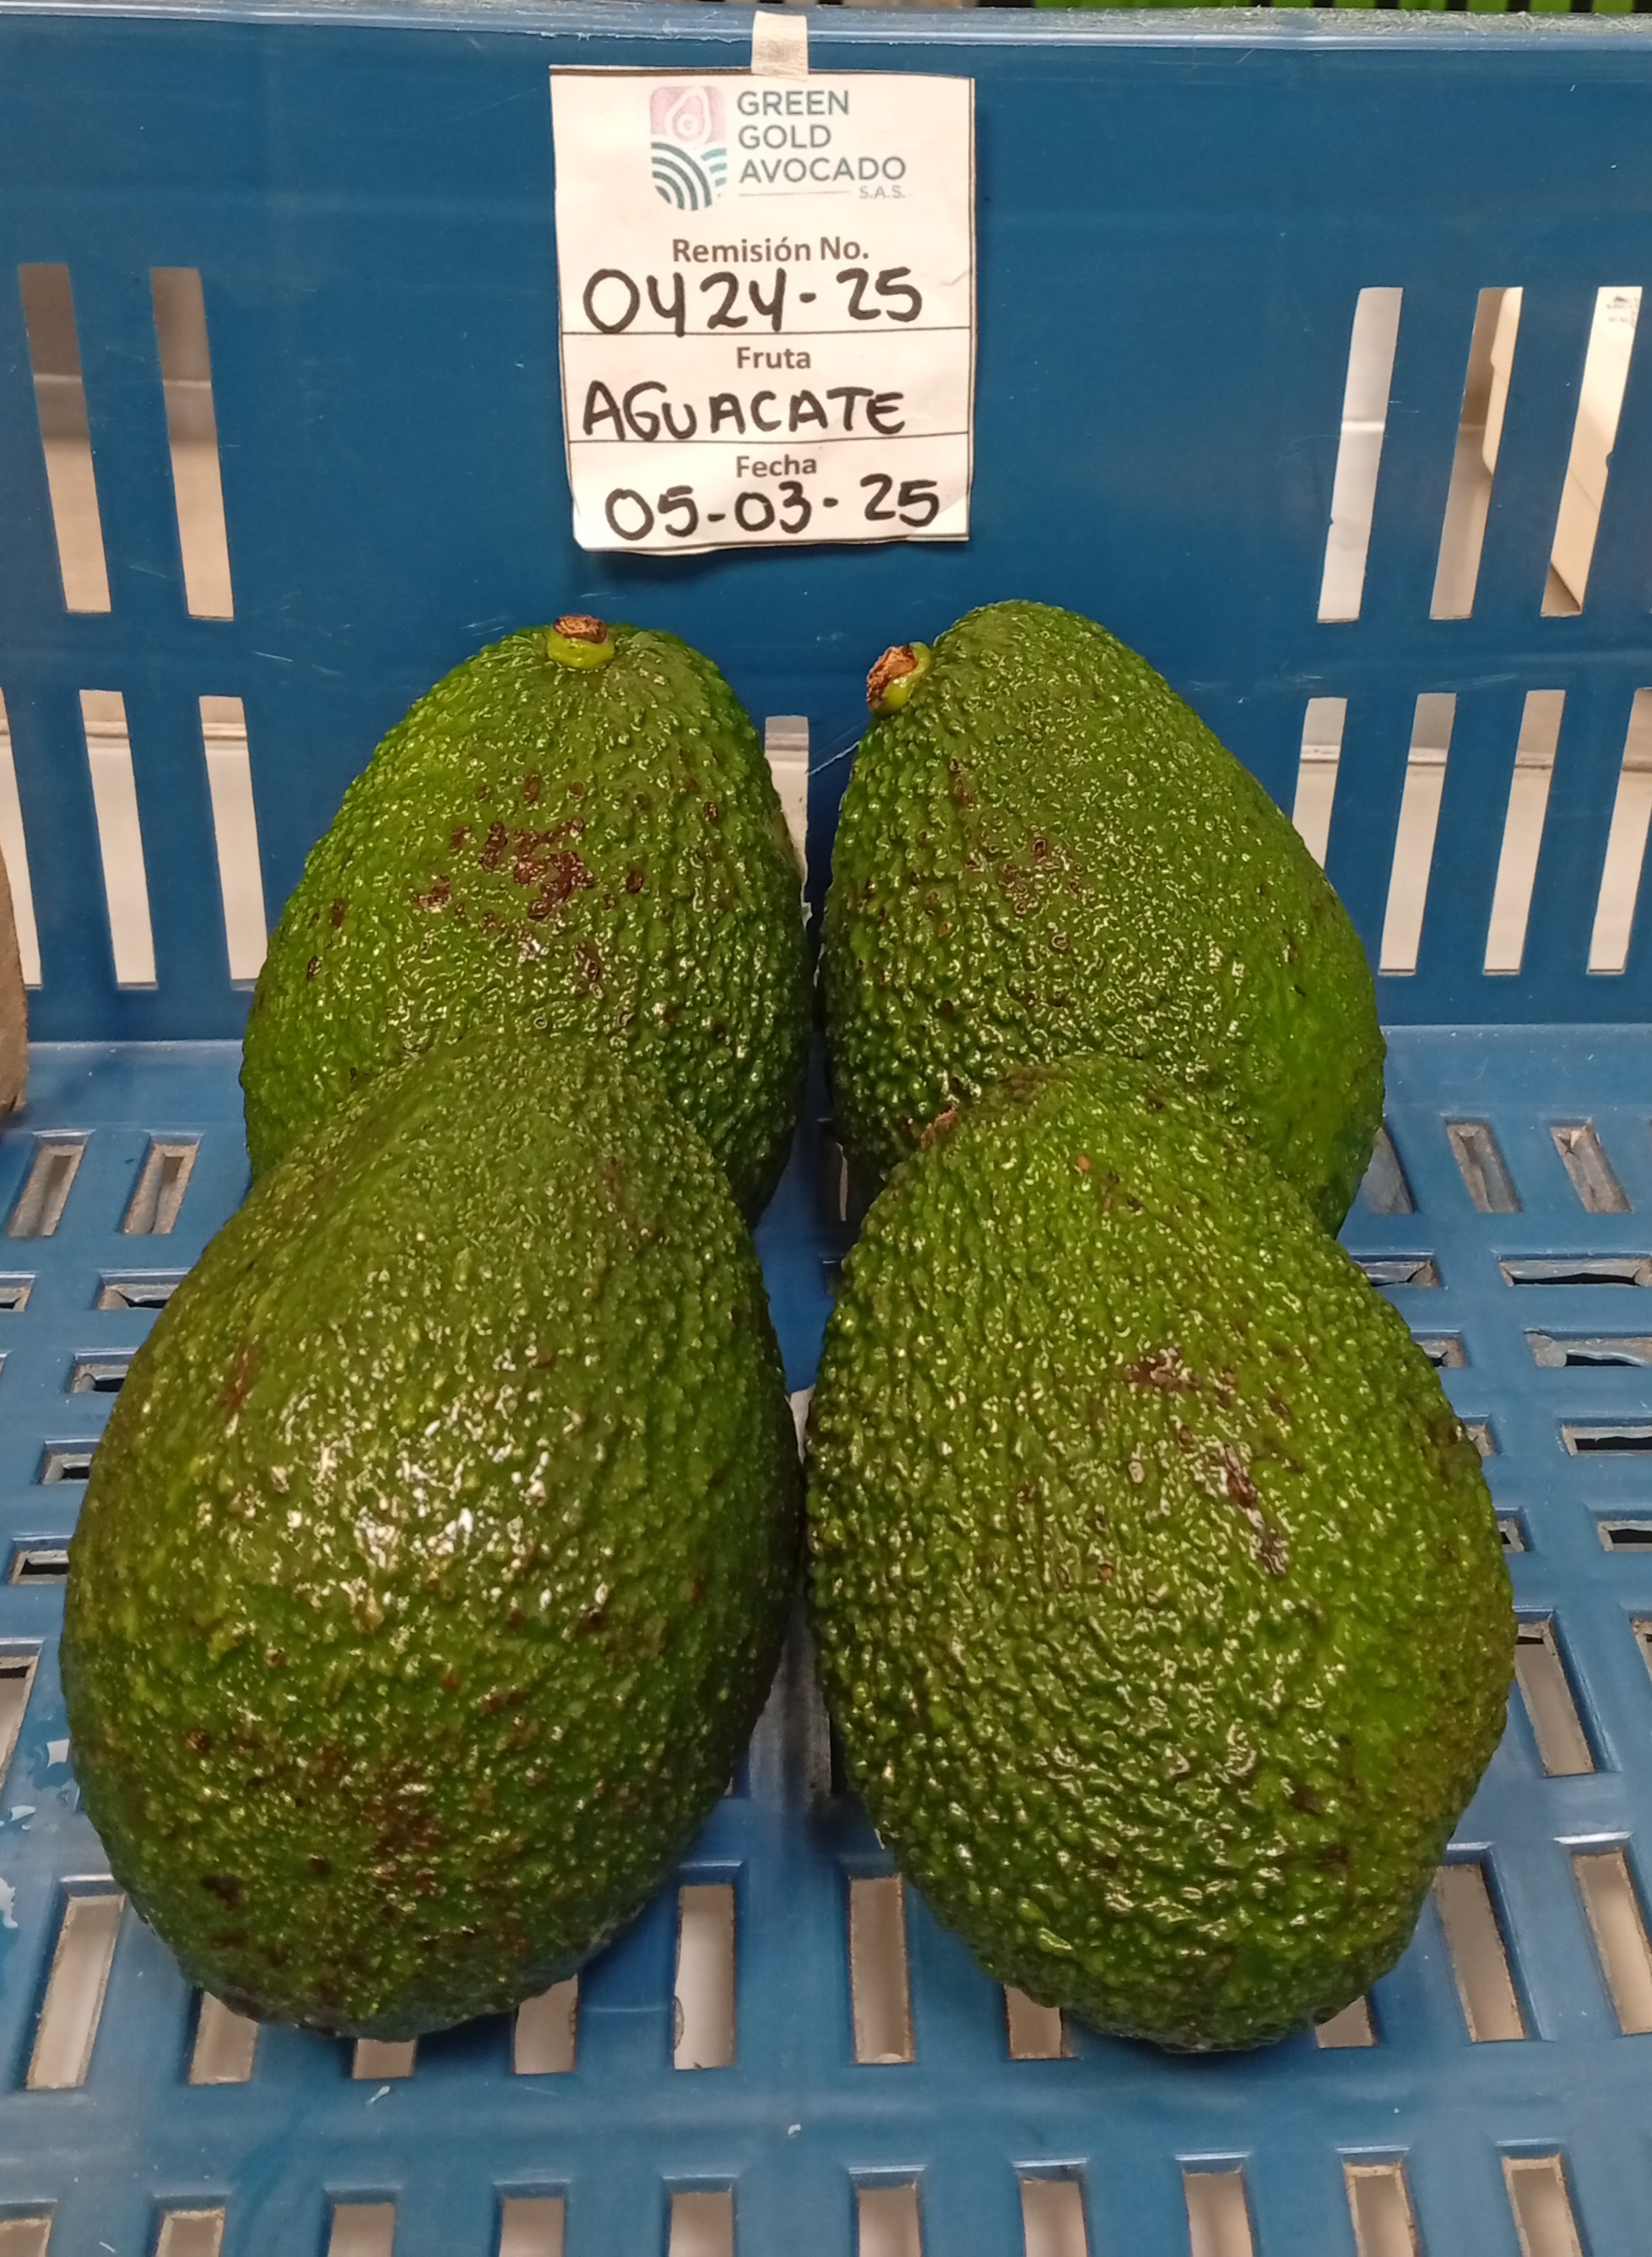 GREEN
GOLD
AVOCADO
S.A.S.
Remisión No.
0424-25
Fruta
AGUACATE
Fecha
05-03-25